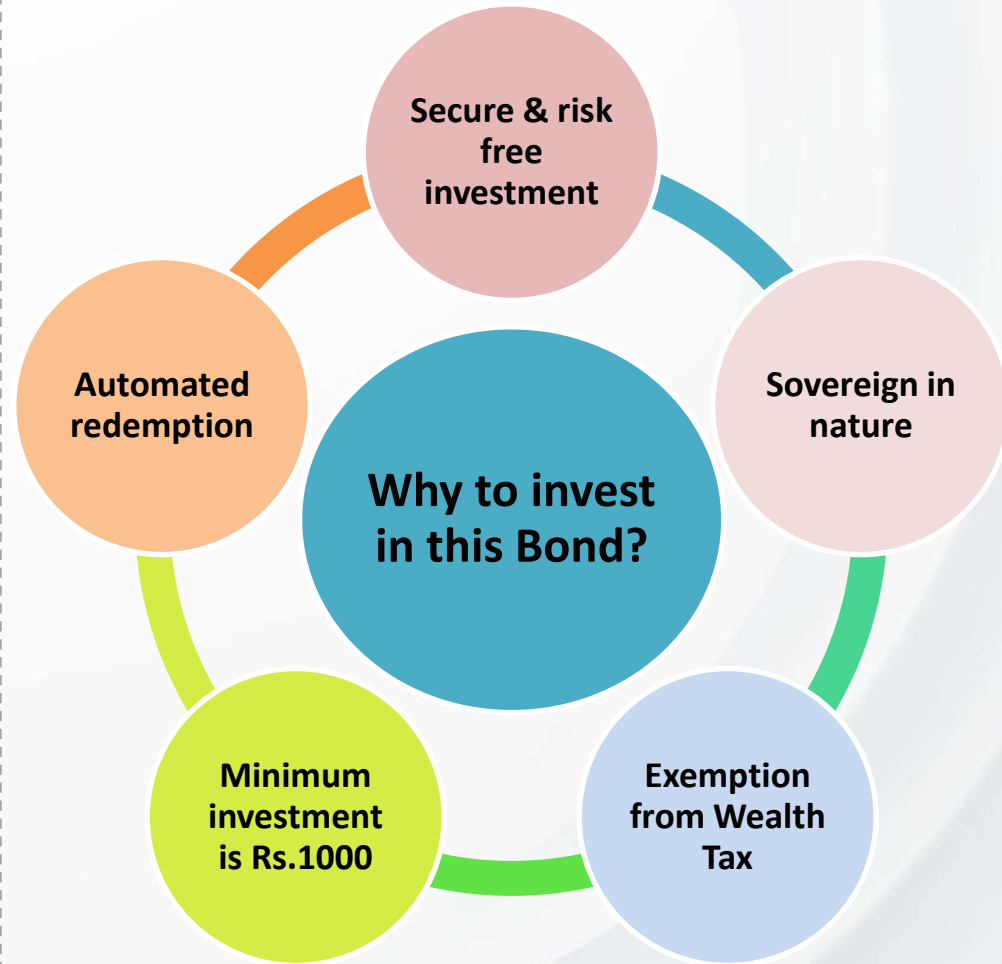 Secure & risk
free
investment
Sovereign in
nature
Exemption
from Wealth
Tax
Minimum
investment
is Rs.1000
Automated
redemption
Why to invest
in this Bond?